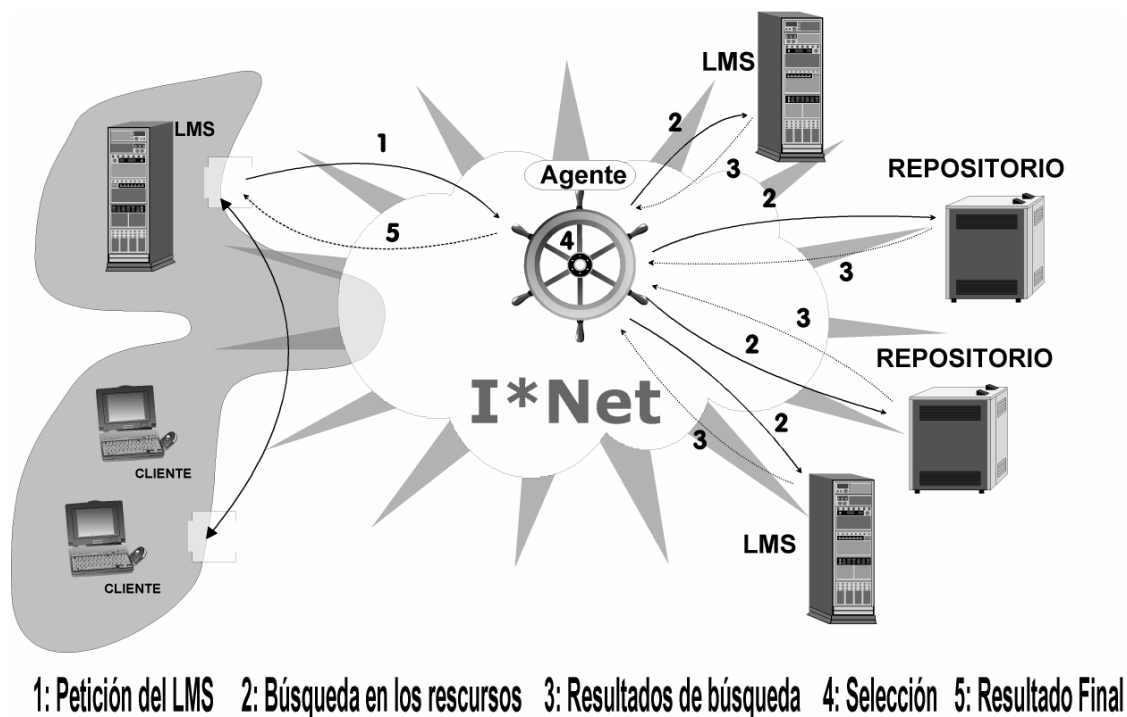 LMS
LMS
1
2
Agente
3
REPOSITORIO
2
4
5
3
3
REPOSITORIO
2
I*Net
2
3
CLIENTE
LMS
CLIENTE
1: Petición del LMS 2: Búsqueda en los rescursos 3: Resultados de búsqueda 4: Selección 5: Resultado Final